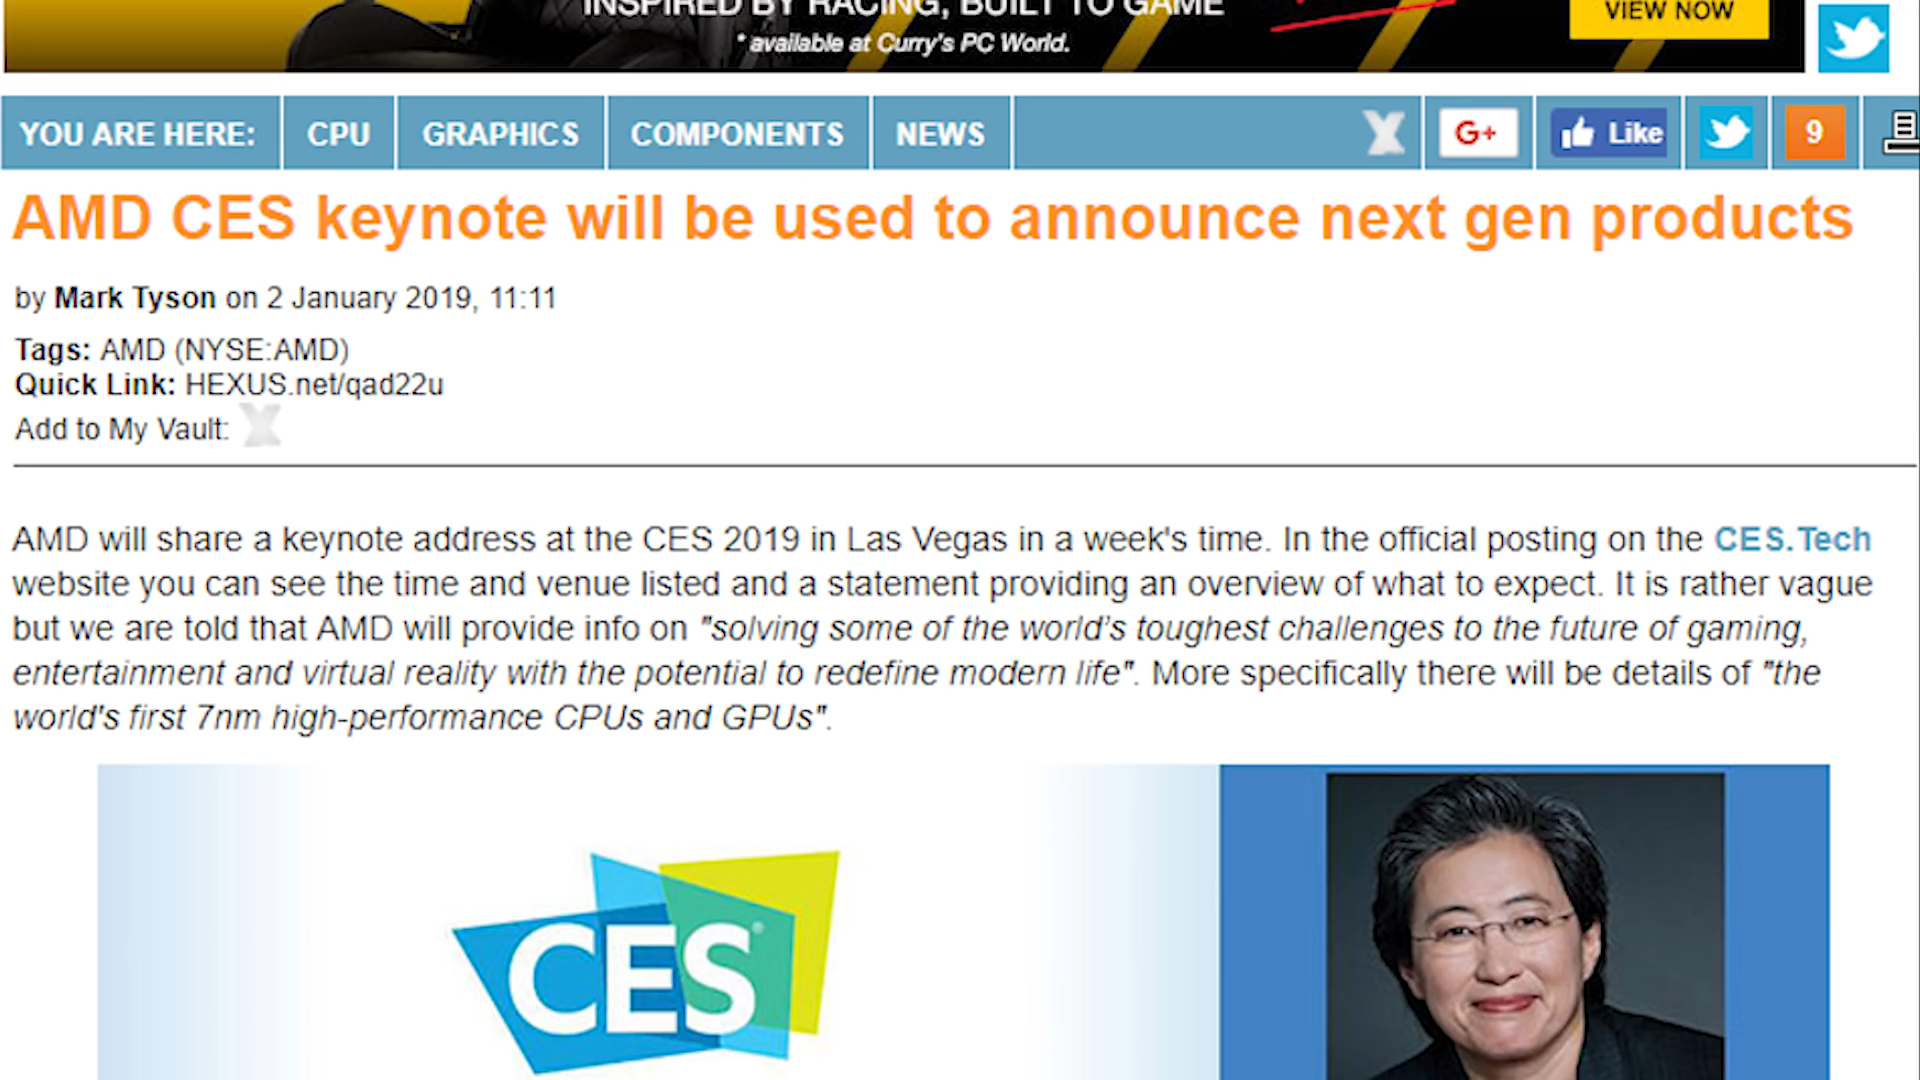 INSPIRED BY RACING, BUILT TO GAME
* available at Curry's PC World.
VIEW NOW
YOU ARE HERE: CPU GRAPHICS COMPONENTS NEWS G+ Like 9
AMD CES keynote will be used to announce next gen products
by Mark Tyson on 2 January 2019, 11:11
Tags: AMD (NYSE:AMD)
Quick Link: HEXUS.net/qad22u
Add to My Vault: X
AMD will share a keynote address at the CES 2019 in Las Vegas in a week's time. In the official posting on the CES.Tech
website you can see the time and venue listed and a statement providing an overview of what to expect. It is rather vague
but we are told that AMD will provide info on "solving some of the world’s toughest challenges to the future of gaming,
entertainment and virtual reality with the potential to redefine modern life". More specifically there will be details of "the
world's first 7nm high-performance CPUs and GPUs".
CES®